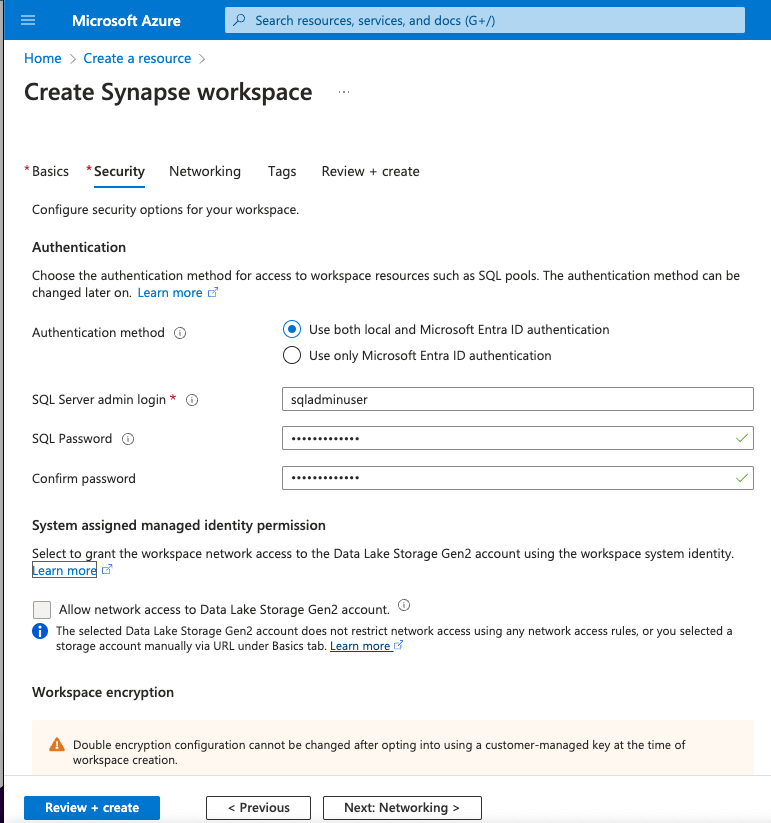 Microsoft Azure
Search resources, services, and docs (G+/)
Home > Create a resource >
Create Synapse workspace ...
* Basics * Security Networking Tags Review + create
Configure security options for your workspace.
Authentication
Choose the authentication method for access to workspace resources such as SQL pools. The authentication method can be
changed later on. Learn more
Authentication method
Use both local and Microsoft Entra ID authentication
Use only Microsoft Entra ID authentication
SQL Server admin login * sqladminuser
SQL Password •••••••••••••
Confirm password •••••••••••••
System assigned managed identity permission
Select to grant the workspace network access to the Data Lake Storage Gen2 account using the workspace system identity.
Learn more
Allow network access to Data Lake Storage Gen2 account.
The selected Data Lake Storage Gen2 account does not restrict network access using any network access rules, or you selected a
storage account manually via URL under Basics tab. Learn more
Workspace encryption
Double encryption configuration cannot be changed after opting into using a customer-managed key at the time of
workspace creation.
Review + create < Previous Next: Networking >